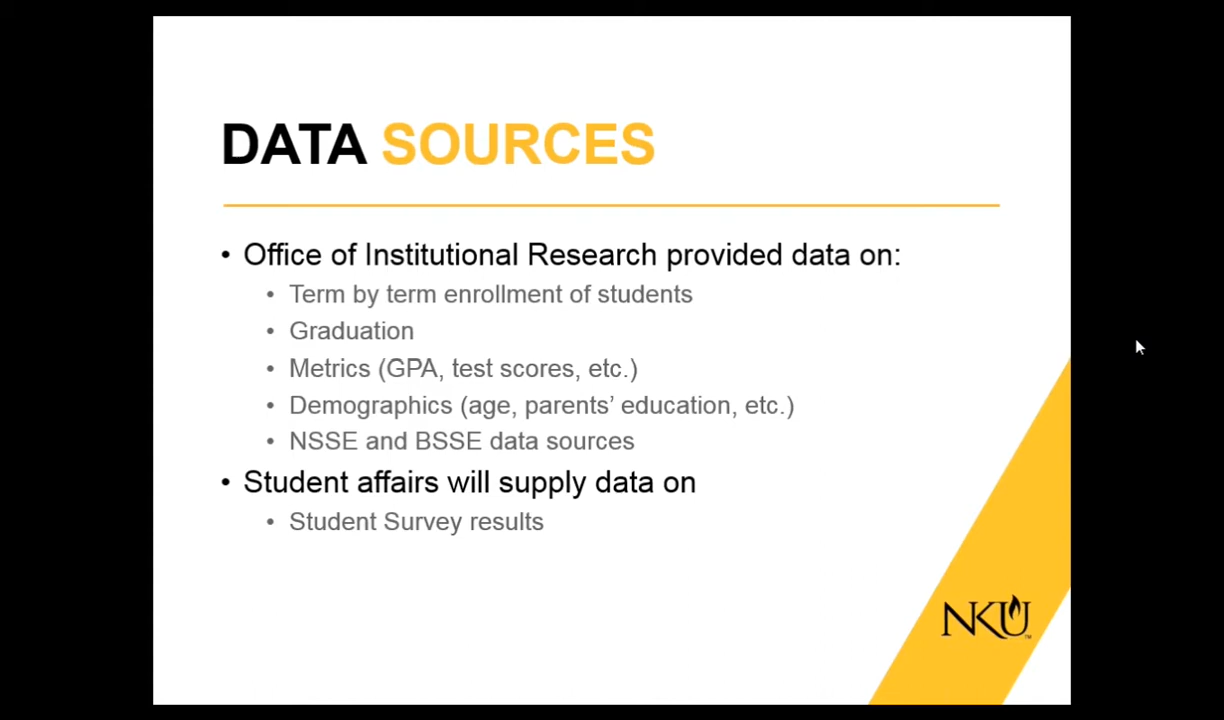 DATA SOURCES
• Office of Institutional Research provided data on:
• Term by term enrollment of students
• Graduation
• Metrics (GPA, test scores, etc.)
• Demographics (age, parents’ education, etc.)
• NSSE and BSSE data sources
• Student affairs will supply data on
• Student Survey results
NKU
TM